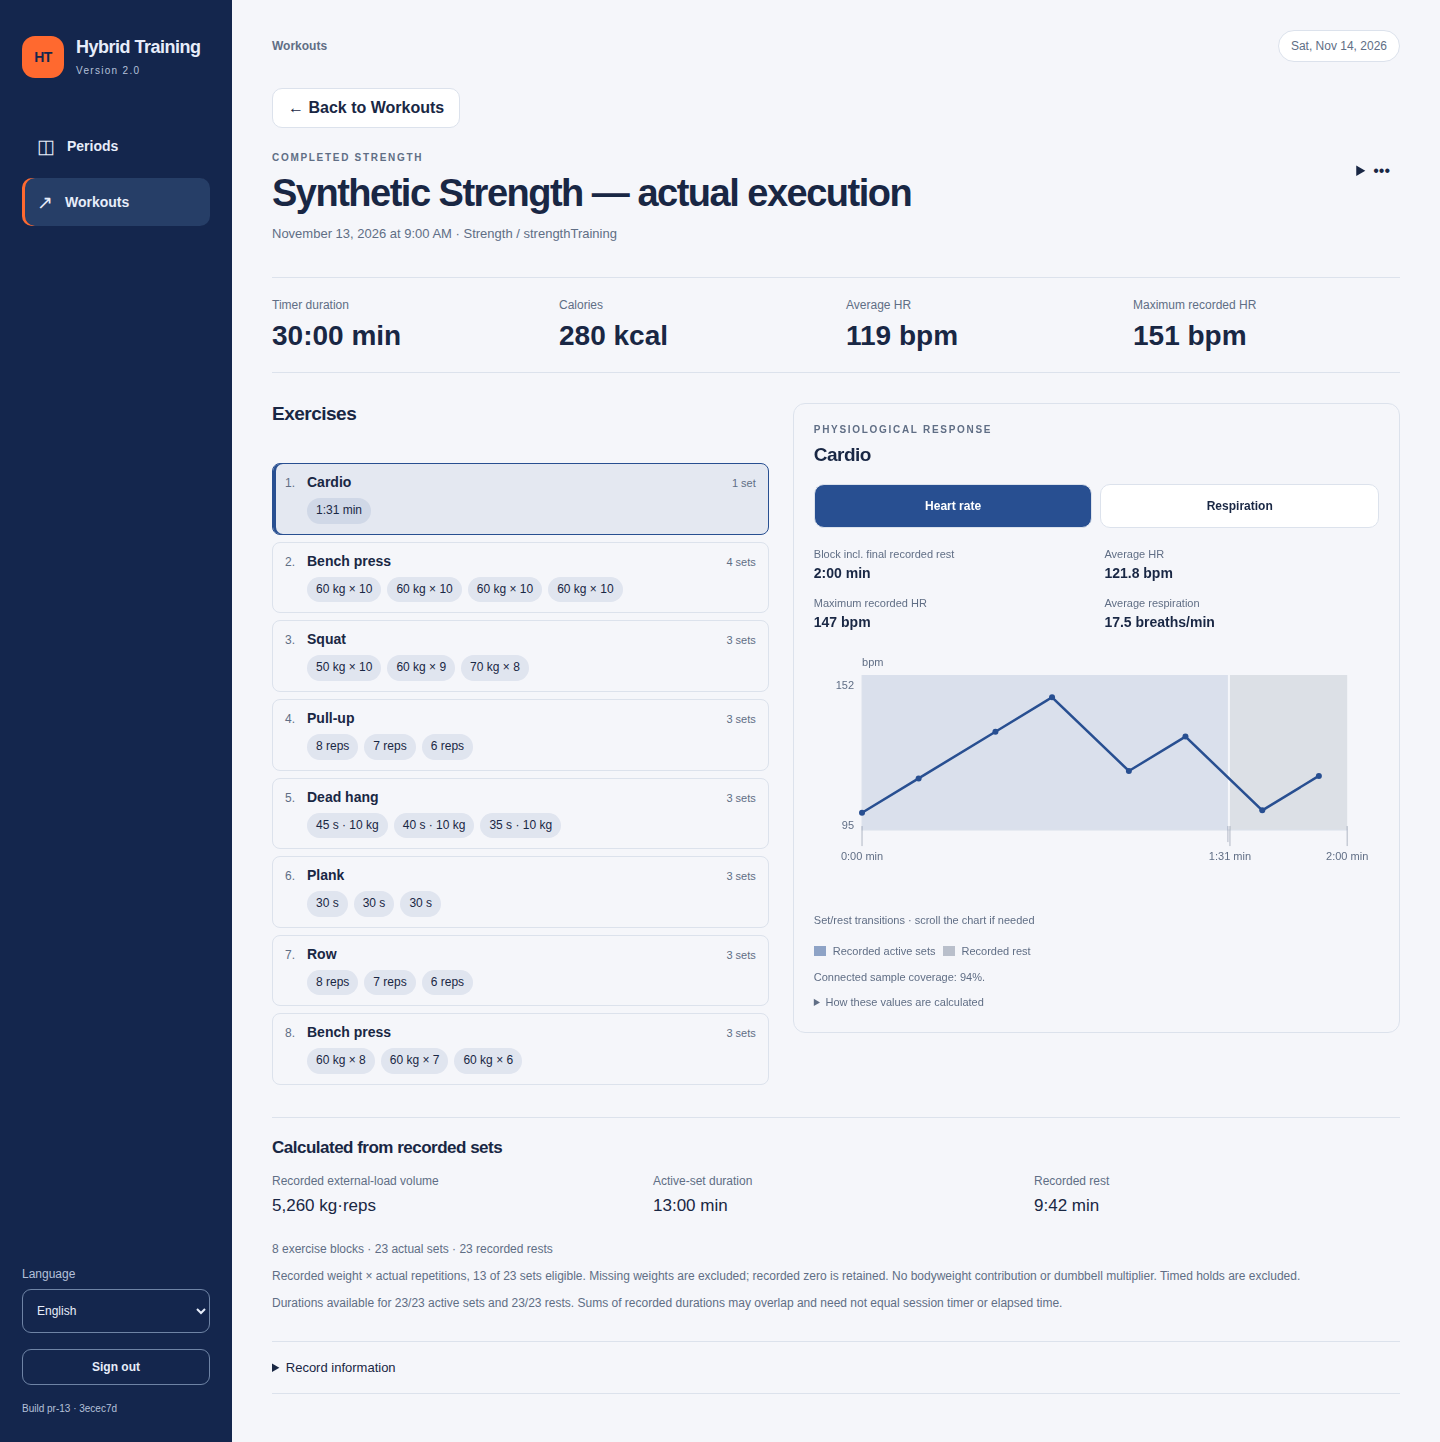 HT
Hybrid Training
Version 2.0
Periods
Workouts
Language
English
Sign out
Build pr-13 · 3ecec7d
Workouts
Sat, Nov 14, 2026
← Back to Workouts
COMPLETED STRENGTH
Synthetic Strength — actual execution
November 13, 2026 at 9:00 AM · Strength / strengthTraining
▶ •••
Timer duration
30:00 min
Calories
280 kcal
Average HR
119 bpm
Maximum recorded HR
151 bpm
Exercises
1. Cardio 1 set
1:31 min
2. Bench press 4 sets
60 kg × 10 60 kg × 10 60 kg × 10 60 kg × 10
3. Squat 3 sets
50 kg × 10 60 kg × 9 70 kg × 8
4. Pull-up 3 sets
8 reps 7 reps 6 reps
5. Dead hang 3 sets
45 s · 10 kg 40 s · 10 kg 35 s · 10 kg
6. Plank 3 sets
30 s 30 s 30 s
7. Row 3 sets
8 reps 7 reps 6 reps
8. Bench press 3 sets
60 kg × 8 60 kg × 7 60 kg × 6
PHYSIOLOGICAL RESPONSE
Cardio
Heart rate Respiration
Block incl. final recorded rest
2:00 min
Average HR
121.8 bpm
Maximum recorded HR
147 bpm
Average respiration
17.5 breaths/min
bpm
152
95
0:00 min 1:31 min 2:00 min
Set/rest transitions · scroll the chart if needed
Recorded active sets Recorded rest
Connected sample coverage: 94%.
▶ How these values are calculated
Calculated from recorded sets
Recorded external-load volume
5,260 kg·reps
Active-set duration
13:00 min
Recorded rest
9:42 min
8 exercise blocks · 23 actual sets · 23 recorded rests
Recorded weight × actual repetitions, 13 of 23 sets eligible. Missing weights are excluded; recorded zero is retained. No bodyweight contribution or dumbbell multiplier. Timed holds are excluded.
Durations available for 23/23 active sets and 23/23 rests. Sums of recorded durations may overlap and need not equal session timer or elapsed time.
▶ Record information